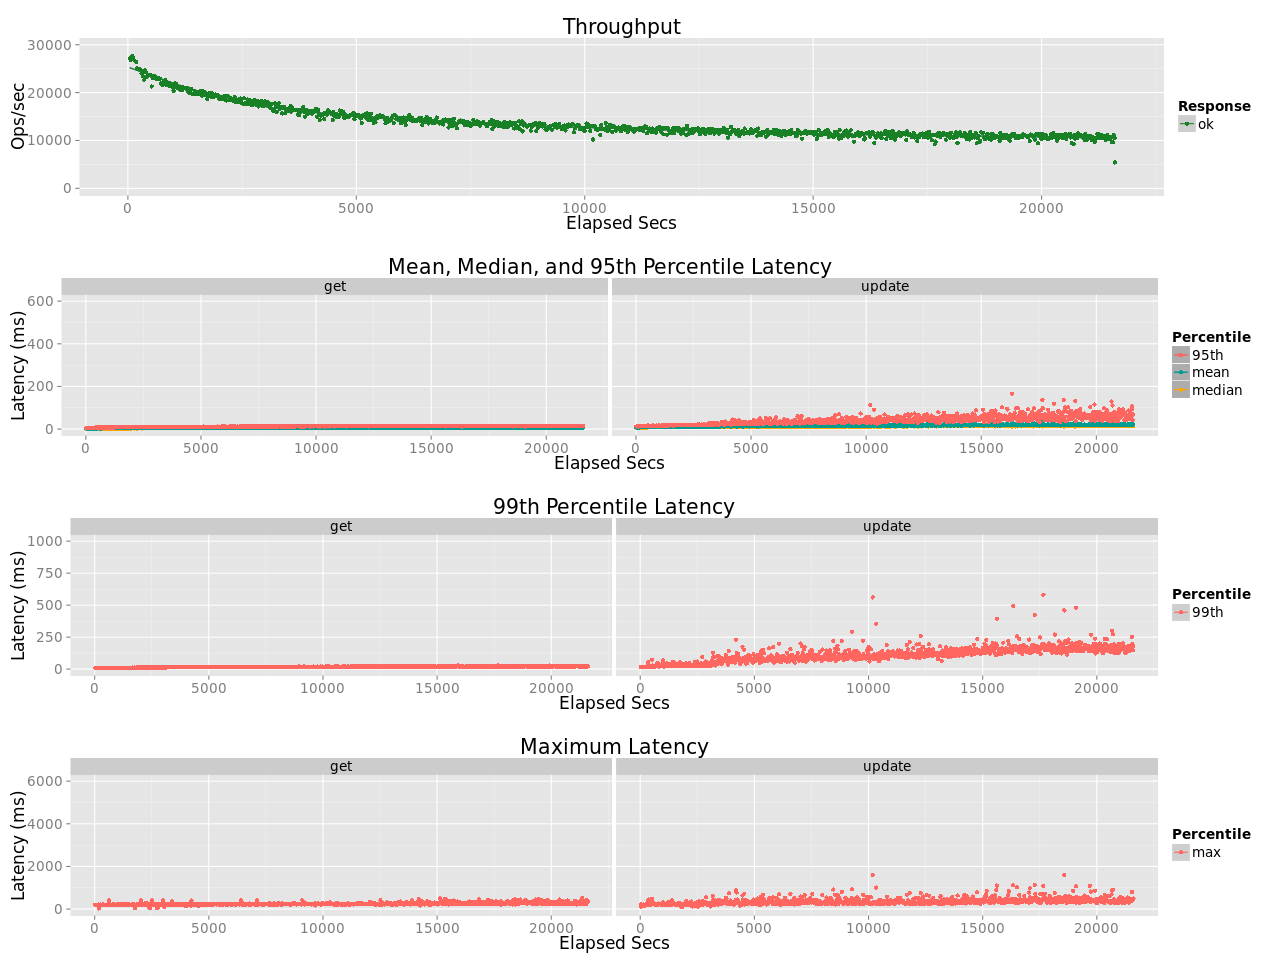 Throughput
30000
20000
10000
0
Ops/sec
0 5000 10000 15000 20000
Elapsed Secs
Response
ok
Mean, Median, and 95th Percentile Latency
get update
600
400
200
0
Latency (ms)
0 5000 10000 15000 20000 0 5000 10000 15000 20000
Elapsed Secs
Percentile
95th
mean
median
99th Percentile Latency
get update
1000
750
500
250
0
Latency (ms)
0 5000 10000 15000 20000 0 5000 10000 15000 20000
Elapsed Secs
Percentile
99th
Maximum Latency
get update
6000
4000
2000
0
Latency (ms)
0 5000 10000 15000 20000 0 5000 10000 15000 20000
Elapsed Secs
Percentile
max